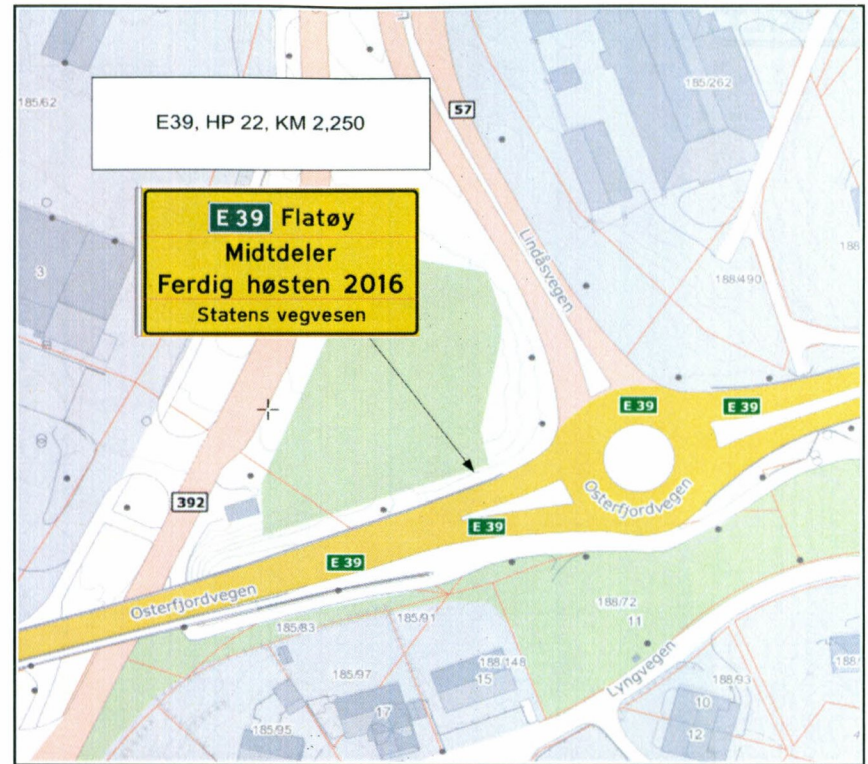 185/62
E39, HP 22, KM 2,250
57
185/262
E 39 Flatøy
Midtdeler
Ferdig høsten 2016
Statens vegvesen
Lindåsvegen
188/490
3
E 39
E 39
392
Osterfjordvegen
E 39
E 39
Osterfjordvegen
188/72
11
185/83
185/91
188/148
15
185/97
17
Lyngvegen
188/93
10
12
185/95